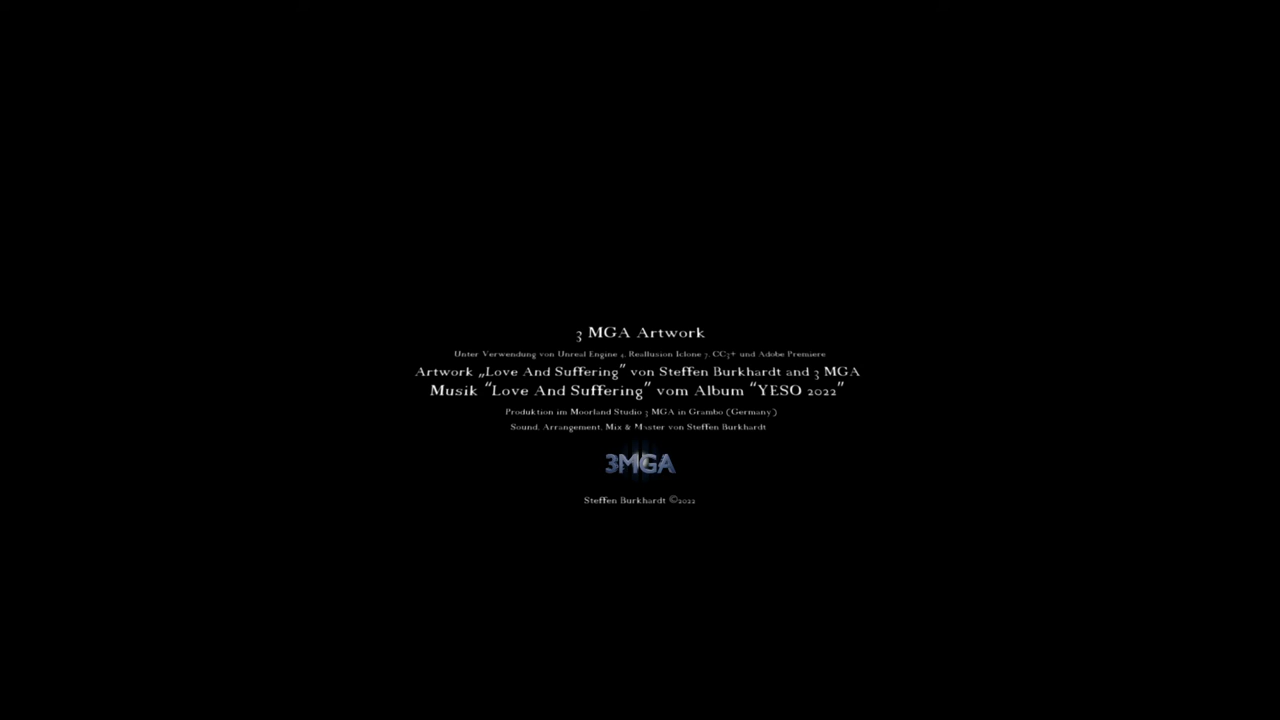 3 MGA Artwork
Unter Verwendung von Unreal Engine 4, Reallusion Iclone 7, CC3+ und Adobe Premiere
Artwork „Love And Suffering” von Steffen Burkhardt and 3 MGA
Musik “Love And Suffering” vom Album “YESO 2022”
Produktion im Moorland Studio 3 MGA in Grambo (Germany)
Sound, Arrangement, Mix & Master von Steffen Burkhardt
3MGA
Steffen Burkhardt ©2022